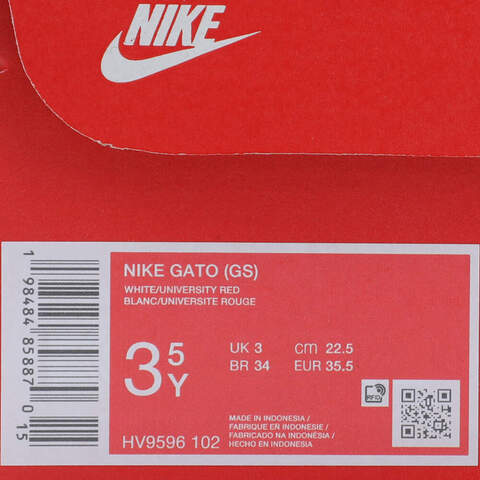 NIKE
NIKE GATO (GS)
WHITE/UNIVERSITY RED
BLANC/UNIVERSITE ROUGE
3 5 Y
UK 3 cm 22.5
BR 34 EUR 35.5
RFID
MADE IN INDONESIA/
FABRIQUE EN INDONESIE /
FABRICADO NA INDONÉSIA /
HECHO EN INDONESIA
HV9596 102
1 98484 85887 015